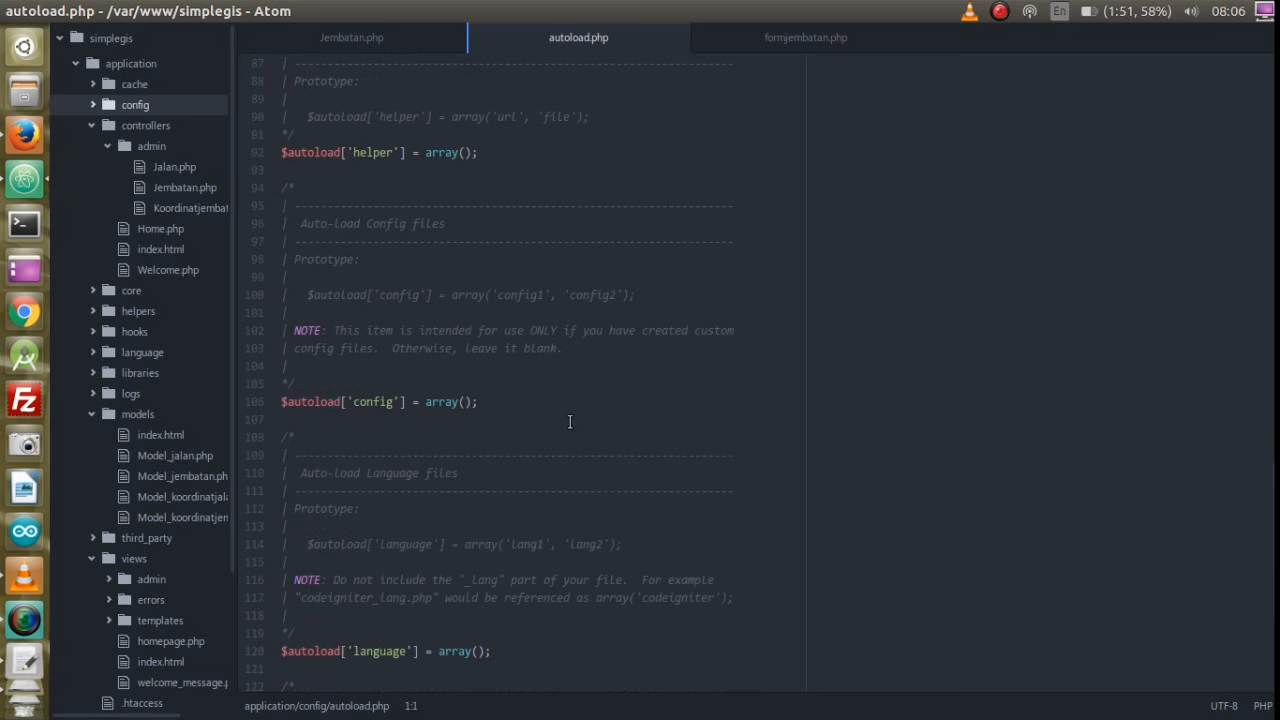 autoload.php - /var/www/simplegis - Atom
En
(1:51, 58%)
08:06
simplegis
application
cache
config
controllers
admin
Jalan.php
Jembatan.php
Koordinatjembat
Home.php
index.html
Welcome.php
core
helpers
hooks
language
libraries
logs
models
index.html
Model_jalan.php
Model_jembatan.ph
Model_koordinatjala
Model_koordinatjen
third_party
views
admin
errors
templates
homepage.php
index.html
welcome_message.p
.htaccess
Jembatan.php
autoload.php
formjembatan.php
87 | -------------------------------------------------------------------
88 | Prototype:
89 |
90 | $autoload['helper'] = array('url', 'file');
91 */
92 $autoload['helper'] = array();
93
94 /*
95 | -------------------------------------------------------------------
96 | Auto-load Config files
97 | -------------------------------------------------------------------
98 | Prototype:
99 |
100 | $autoload['config'] = array('config1', 'config2');
101 |
102 | NOTE: This item is intended for use ONLY if you have created custom
103 | config files.  Otherwise, leave it blank.
104 |
105 */
106 $autoload['config'] = array();
107
108 /*
109 | -------------------------------------------------------------------
110 | Auto-load Language files
111 | -------------------------------------------------------------------
112 | Prototype:
113 |
114 | $autoload['language'] = array('lang1', 'lang2');
115 |
116 | NOTE: Do not include the "_lang" part of your file.  For example
117 | "codeigniter_lang.php" would be referenced as array('codeigniter');
118 |
119 */
120 $autoload['language'] = array();
121
122 /*
application/config/autoload.php
1:1
UTF-8
PHP